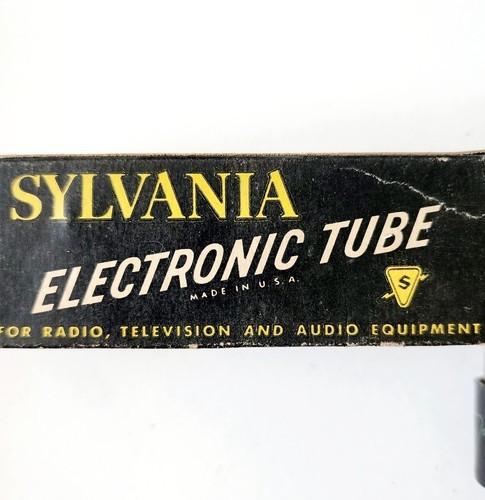 SYLVANIA
ELECTRONIC TUBE
MADE IN U.S.A.
S
FOR RADIO, TELEVISION AND AUDIO EQUIPMENT